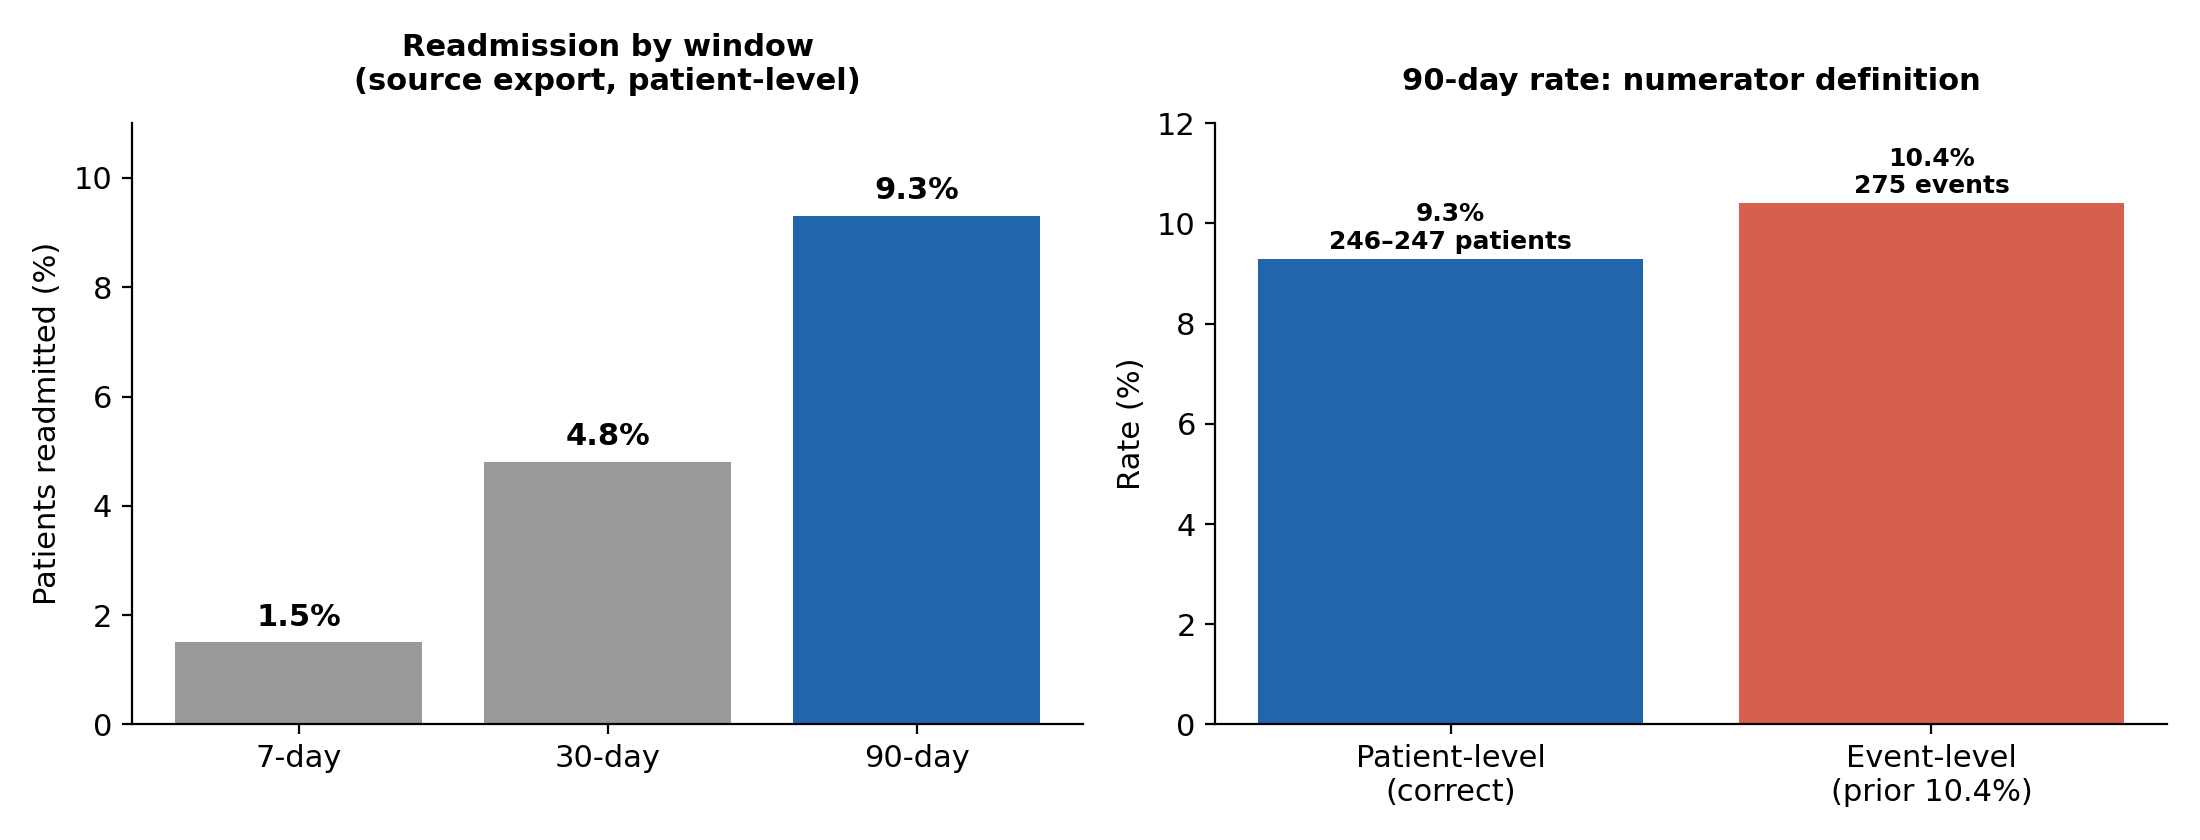 Readmission by window
(source export, patient-level)
Patients readmitted (%)
10
8
6
4
2
0
1.5%
4.8%
9.3%
7-day
30-day
90-day
90-day rate: numerator definition
Rate (%)
12
10
8
6
4
2
0
9.3%
246–247 patients
10.4%
275 events
Patient-level
(correct)
Event-level
(prior 10.4%)